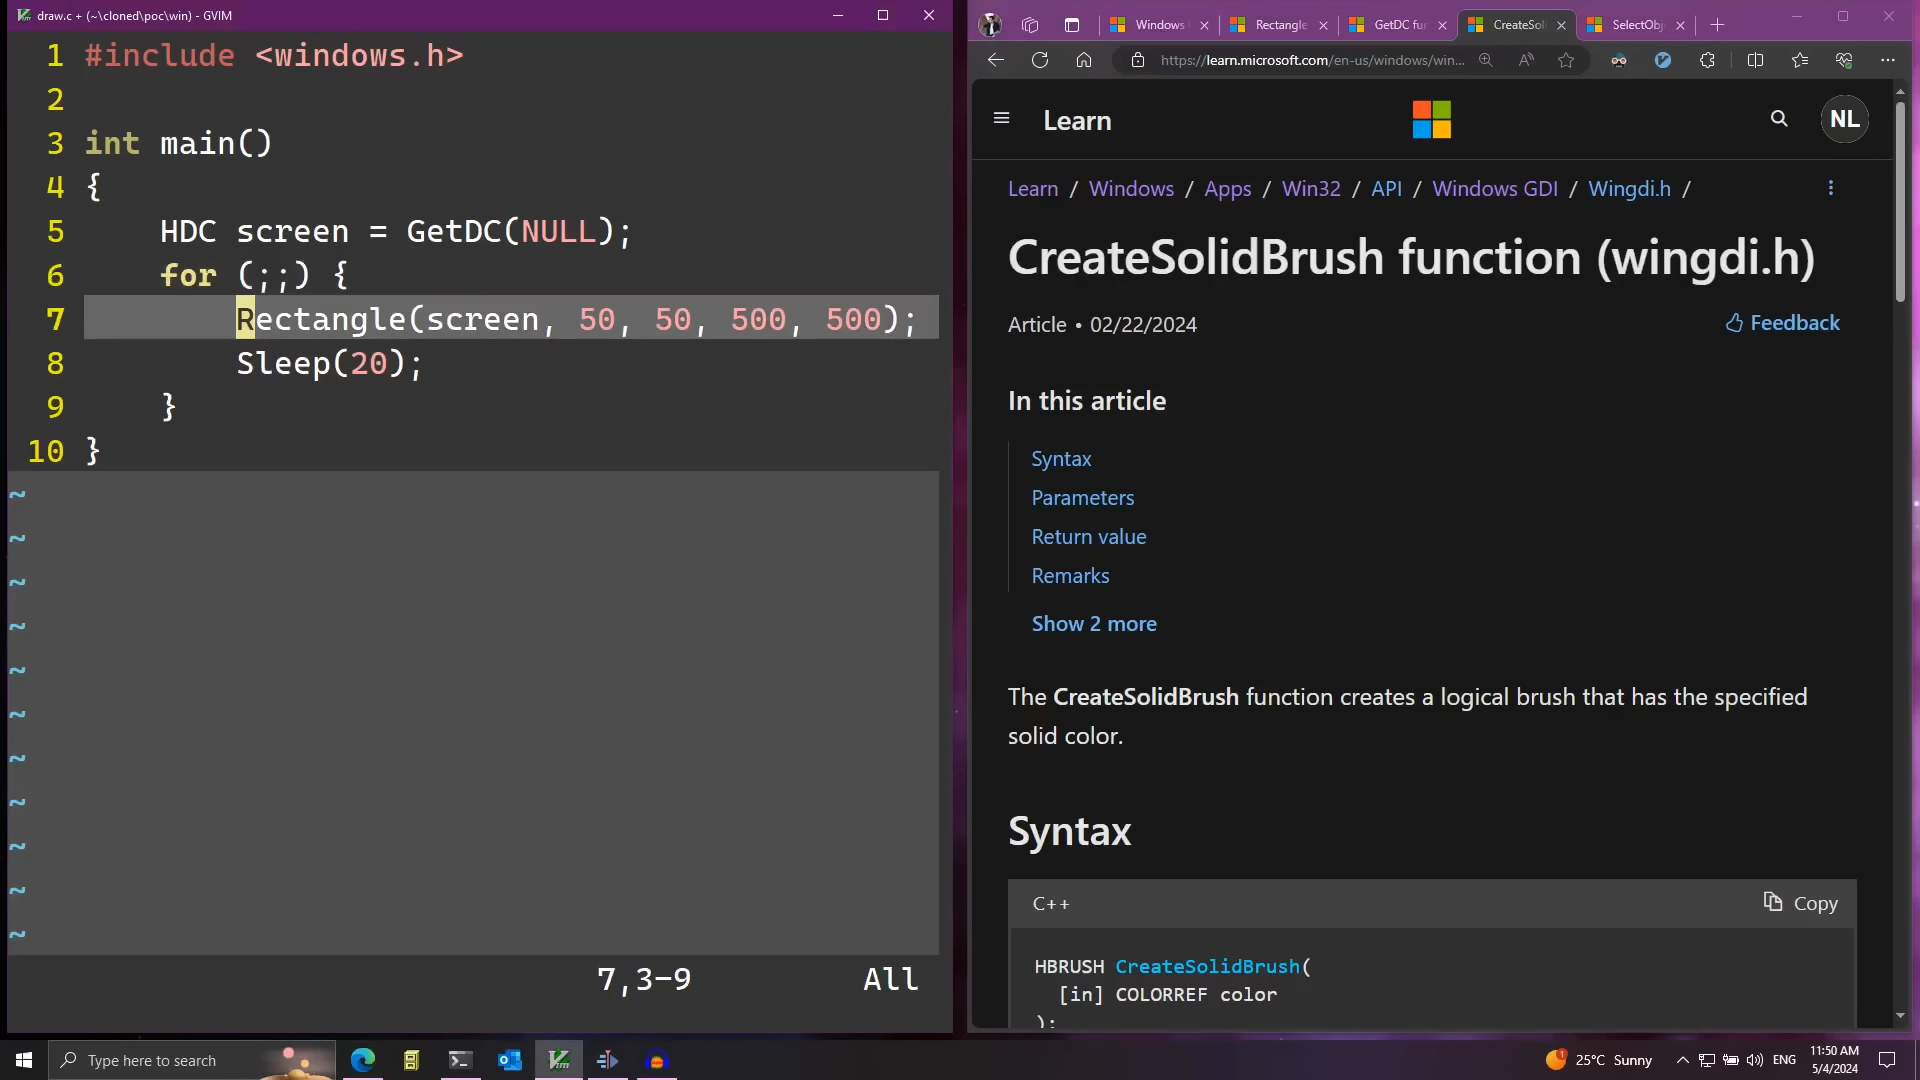 draw.c + (~\cloned\poc\win) - GVIM
1 #include <windows.h>
2
3 int main()
4 {
5 HDC screen = GetDC(NULL);
6 for (;;) {
7 Rectangle(screen, 50, 50, 500, 500);
8 Sleep(20);
9 }
10 }
~
~
~
~
~
~
~
~
~
~
~
7,3-9 All
Windows
Rectangle
GetDC fun
CreateSol
SelectObj
https://learn.microsoft.com/en-us/windows/win...
Learn
NL
Learn / Windows / Apps / Win32 / API / Windows GDI / Wingdi.h /
CreateSolidBrush function (wingdi.h)
Article • 02/22/2024
Feedback
In this article
Syntax
Parameters
Return value
Remarks
Show 2 more
The CreateSolidBrush function creates a logical brush that has the specified
solid color.
Syntax
C++
Copy
HBRUSH CreateSolidBrush(
[in] COLORREF color
);
Type here to search
1
25°C Sunny
ENG
11:50 AM
5/4/2024